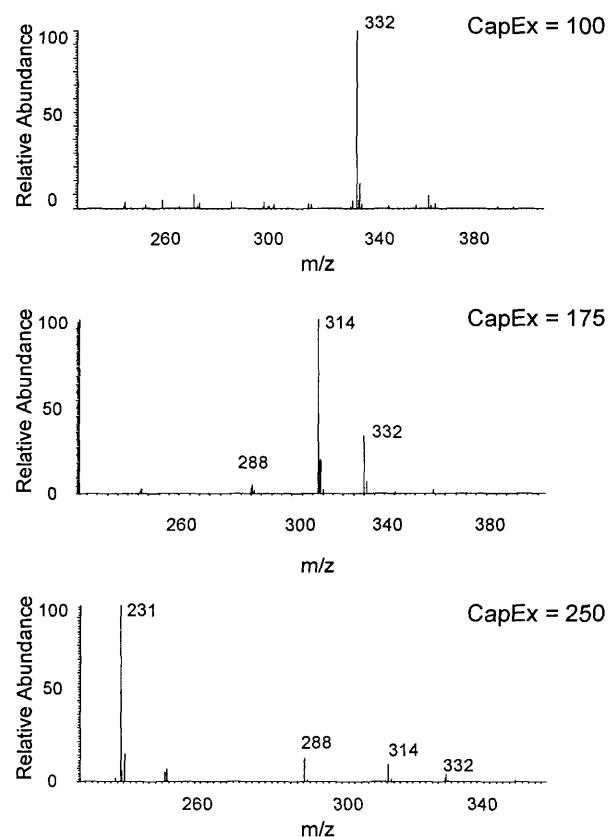 CapEx = 100
332
Relative Abundance
100
50
0
260 300 340 380
m/z
CapEx = 175
314
332
288
Relative Abundance
100
50
0
260 300 340 380
m/z
CapEx = 250
231
288
314
332
Relative Abundance
100
50
0
260 300 340
m/z